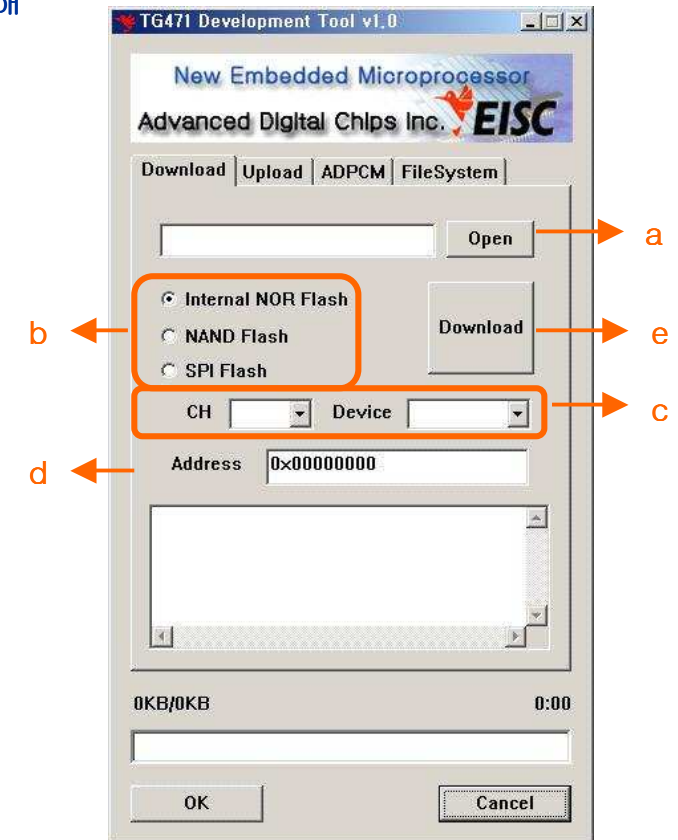 TG471 Development Tool v1.0
New Embedded Microprocessor
Advanced Digital Chips Inc. EISC
Download Upload ADPCM FileSystem
Open a
Internal NOR Flash
b NAND Flash Download e
SPI Flash
CH Device c
d Address 0x00000000
0KB/0KB 0:00
OK Cancel